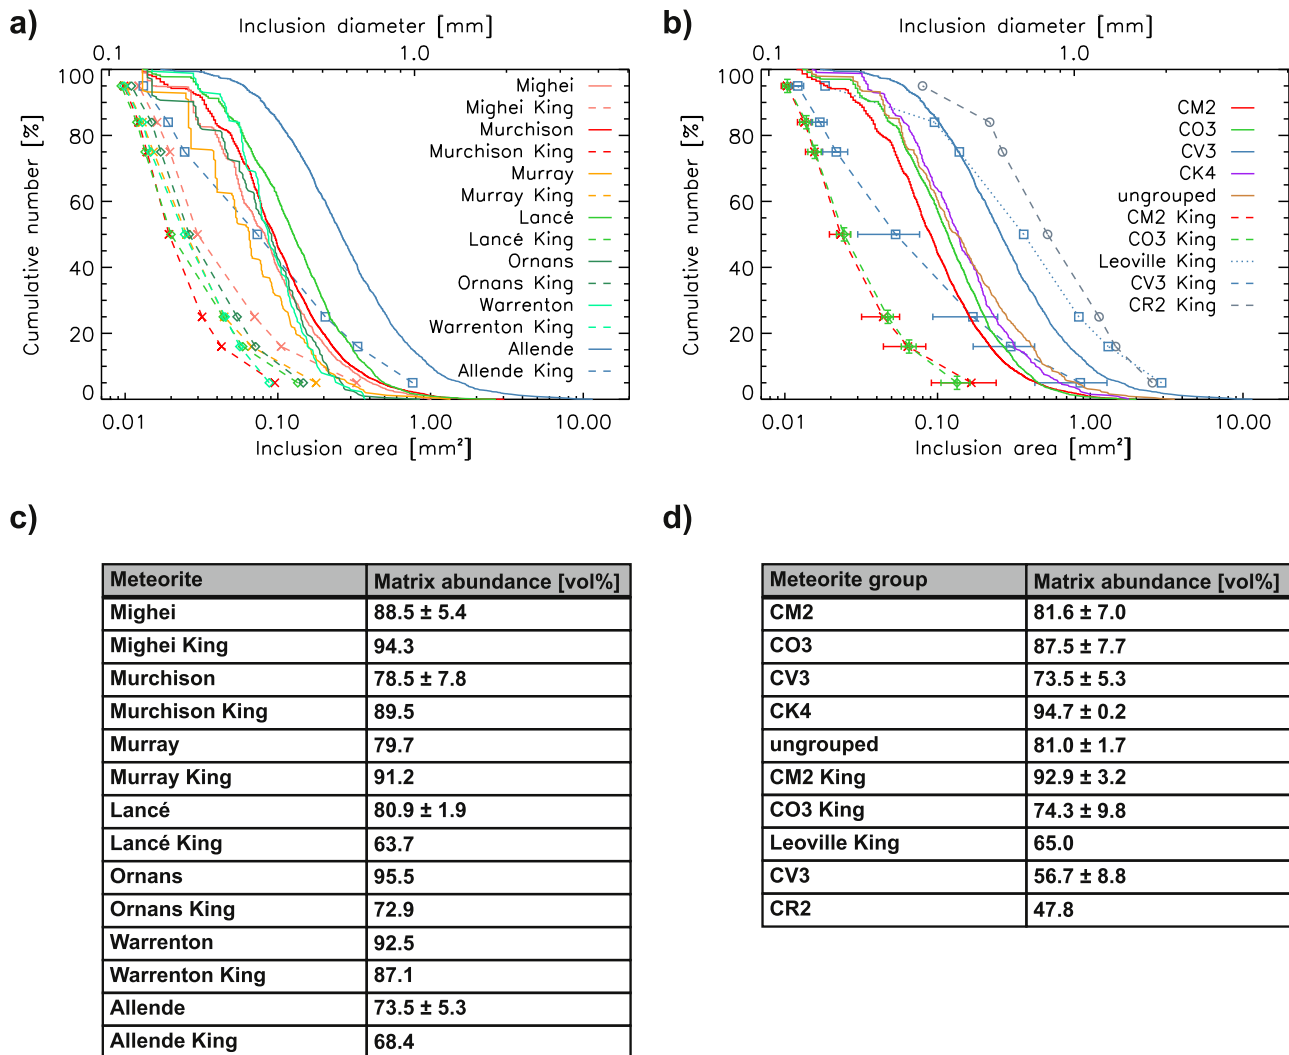 a)
Inclusion diameter [mm]
0.1 1.0
100
80
60
40
20
0
Cumulative number [%]
Mighei
Mighei King
Murchison
Murchison King
Murray
Murray King
Lancé
Lancé King
Ornans
Ornans King
Warrenton
Warrenton King
Allende
Allende King
0.01 0.10 1.00 10.00
Inclusion area [mm²]
b)
Inclusion diameter [mm]
0.1 1.0
100
80
60
40
20
0
Cumulative number [%]
CM2
CO3
CV3
CK4
ungrouped
CM2 King
CO3 King
Leoville King
CV3 King
CR2 King
0.01 0.10 1.00 10.00
Inclusion area [mm²]
c)
Meteorite Matrix abundance [vol%]
Mighei 88.5 ± 5.4
Mighei King 94.3
Murchison 78.5 ± 7.8
Murchison King 89.5
Murray 79.7
Murray King 91.2
Lancé 80.9 ± 1.9
Lancé King 63.7
Ornans 95.5
Ornans King 72.9
Warrenton 92.5
Warrenton King 87.1
Allende 73.5 ± 5.3
Allende King 68.4
d)
Meteorite group Matrix abundance [vol%]
CM2 81.6 ± 7.0
CO3 87.5 ± 7.7
CV3 73.5 ± 5.3
CK4 94.7 ± 0.2
ungrouped 81.0 ± 1.7
CM2 King 92.9 ± 3.2
CO3 King 74.3 ± 9.8
Leoville King 65.0
CV3 56.7 ± 8.8
CR2 47.8